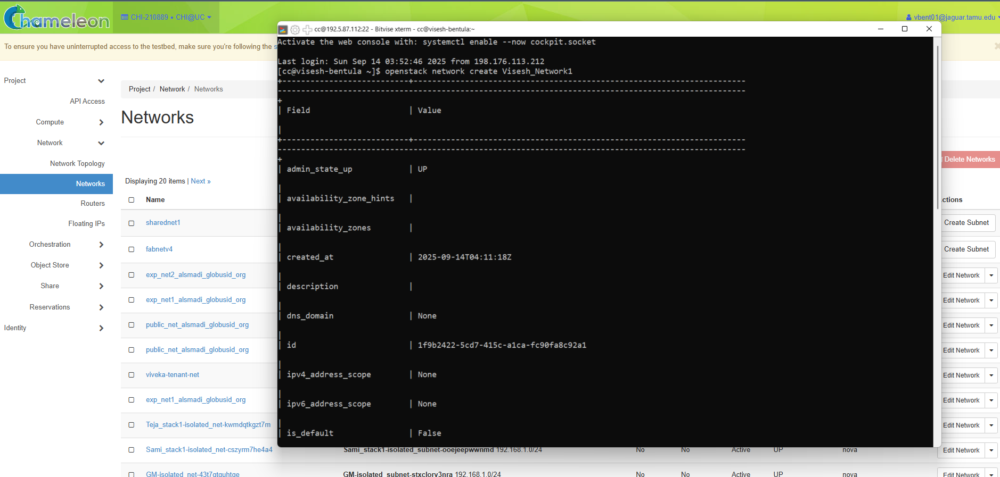 Chameleon
CHI-210889 • CHI@UC
vbent01@jaguar.tamu.edu
To ensure you have uninterrupted access to the testbed, make sure you're following the s
Project
API Access
Compute
Network
Network Topology
Networks
Routers
Floating IPs
Orchestration
Object Store
Share
Reservations
Identity
Project / Network / Networks
Networks
Displaying 20 items | Next »
Name
sharednet1
fabnetv4
exp_net2_alsmadi_globusid_org
exp_net1_alsmadi_globusid_org
public_net_alsmadi_globusid_org
public_net_alsmadi_globusid_org
viveka-tenant-net
exp_net1_alsmadi_globusid_org
Teja_stack1-isolated_net-kwmdqtkgzt7m
Sami_stack1-isolated_net-cszyrm7he4a4 Sami_stack1-isolated_subnet-ooejeepwwnmd 192.168.1.0/24 No No Active UP nova
GM-isolated_net-43t7qtquhtge GM-isolated_subnet-stxclorv3nra 192.168.1.0/24 No No Active UP nova
cc@192.5.87.112:22 - Bitvise xterm - cc@visesh-bentula:~
Activate the web console with: systemctl enable --now cockpit.socket
Last login: Sun Sep 14 03:52:46 2025 from 198.176.113.212
[cc@visesh-bentula ~]$ openstack network create Visesh_Network1
+---------------------------+-----------------------------------------------------------------------
----------------------------------------------------------------------------------------------------
+
| Field | Value
|
+---------------------------+-----------------------------------------------------------------------
----------------------------------------------------------------------------------------------------
+
| admin_state_up | UP
|
| availability_zone_hints |
|
| availability_zones |
|
| created_at | 2025-09-14T04:11:18Z
|
| description |
|
| dns_domain | None
|
| id | 1f9b2422-5cd7-415c-a1ca-fc90fa8c92a1
|
| ipv4_address_scope | None
|
| ipv6_address_scope | None
|
| is_default | False
Delete Networks
ctions
Create Subnet
Create Subnet
Edit Network
Edit Network
Edit Network
Edit Network
Edit Network
Edit Network
Edit Network
Edit Network
Edit Network